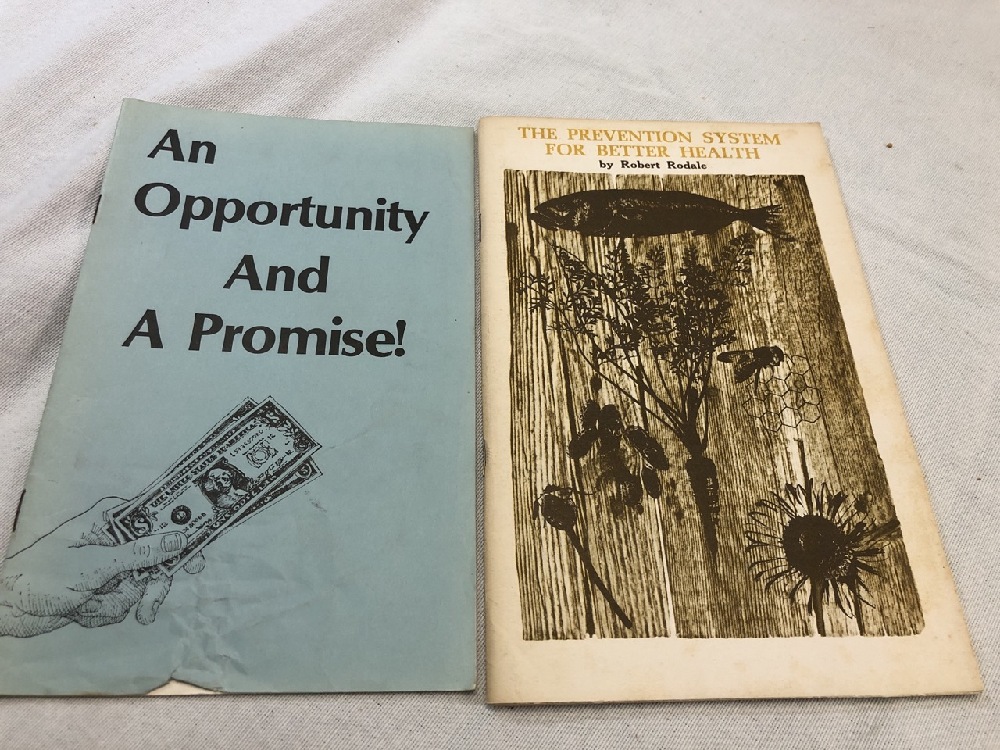 An
Opportunity
And
A Promise!
THE PREVENTION SYSTEM
FOR BETTER HEALTH
by Robert Rodale